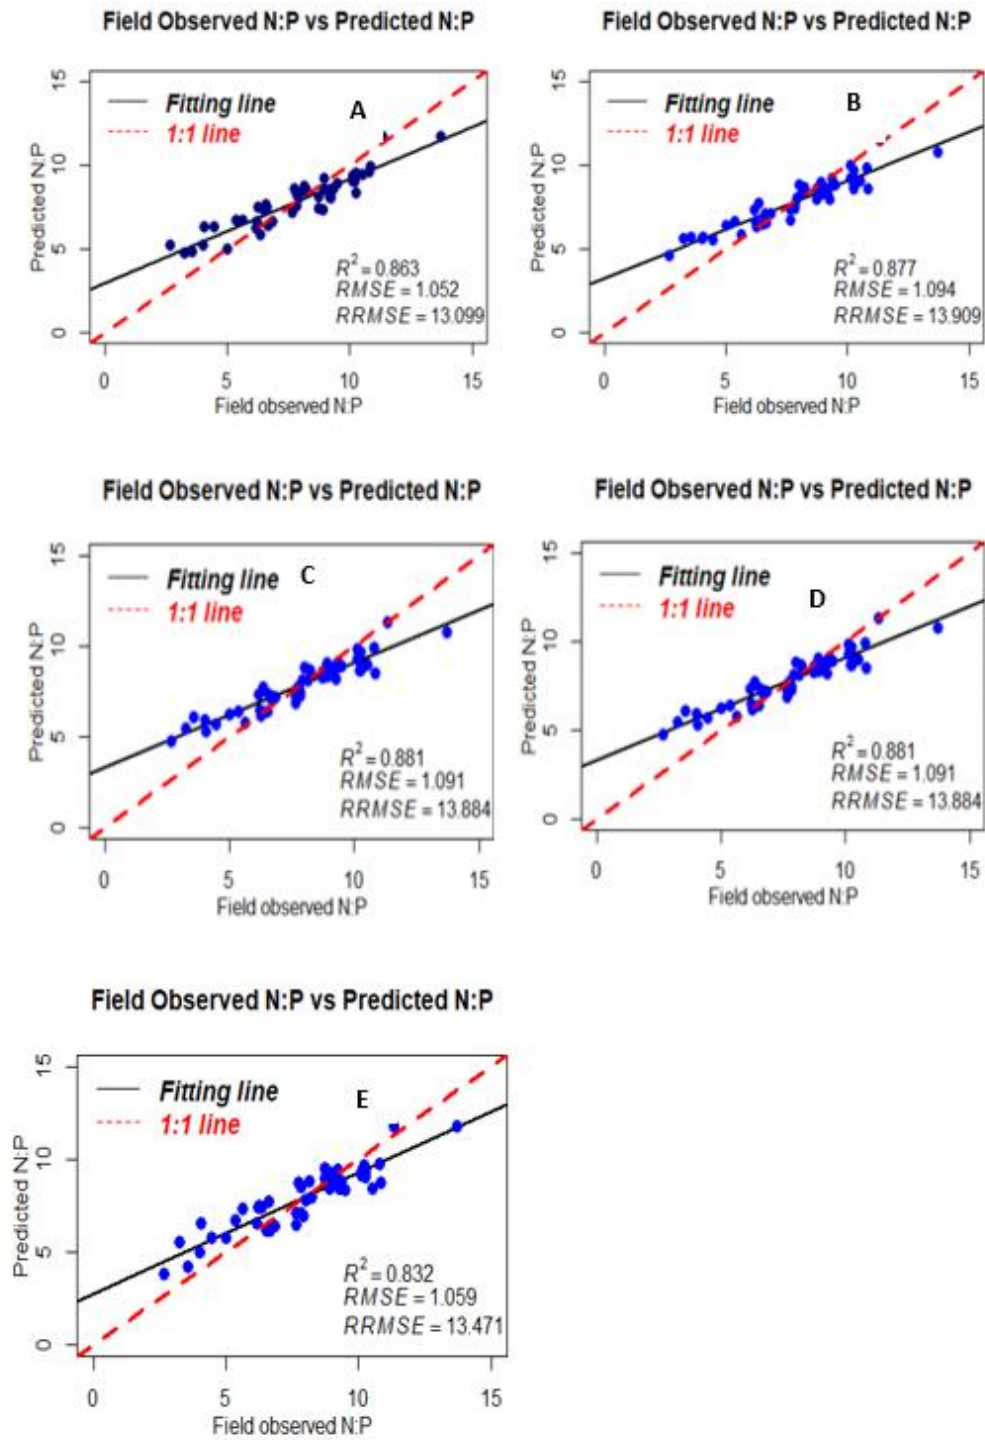 Field Observed N:P vs Predicted N:P
Fitting line
1:1 line
A
R² = 0.863
RMSE = 1.052
RRMSE = 13.099
Predicted N:P
0 5 10 15
0 5 10 15
Field observed N:P
Field Observed N:P vs Predicted N:P
Fitting line
1:1 line
B
R² = 0.877
RMSE = 1.094
RRMSE = 13.909
Predicted N:P
0 5 10 15
0 5 10 15
Field observed N:P
Field Observed N:P vs Predicted N:P
Fitting line
1:1 line
C
R² = 0.881
RMSE = 1.091
RRMSE = 13.884
Predicted N:P
0 5 10 15
0 5 10 15
Field observed N:P
Field Observed N:P vs Predicted N:P
Fitting line
1:1 line
D
R² = 0.881
RMSE = 1.091
RRMSE = 13.884
Predicted N:P
0 5 10 15
0 5 10 15
Field observed N:P
Field Observed N:P vs Predicted N:P
Fitting line
1:1 line
E
R² = 0.832
RMSE = 1.059
RRMSE = 13.471
Predicted N:P
0 5 10 15
0 5 10 15
Field observed N:P